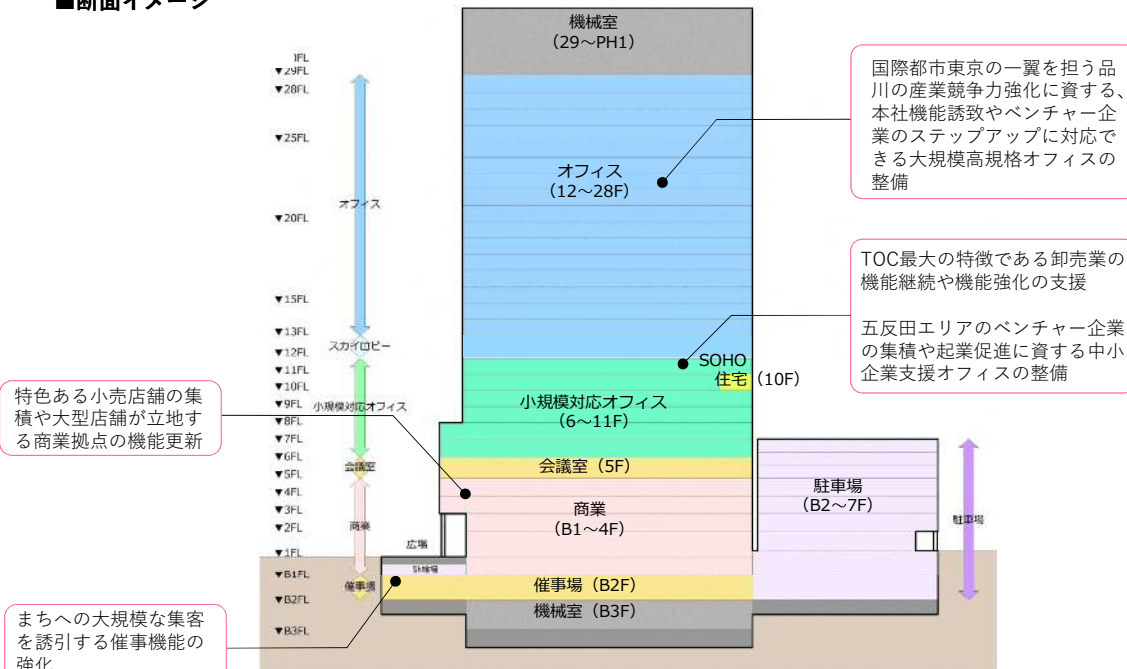 ■断面イメージ
機械室
（29～PH1）
国際都市東京の一翼を担う品
川の産業競争力強化に資する、
本社機能誘致やベンチャー企
業のステップアップに対応で
きる大規模高規格オフィスの
整備
▼29FL
▼28FL
▼25FL
オフィス
（12～28F）
オフィス
▼20FL
TOC最大の特徴である卸売業の
機能継続や機能強化の支援
五反田エリアのベンチャー企業
の集積や起業促進に資する中小
企業支援オフィスの整備
▼15FL
▼13FL
スカイロビー
▼12FL
▼11FL
▼10FL
▼9FL
▼8FL
▼7FL
▼6FL
▼5FL
▼4FL
▼3FL
▼2FL
▼1FL
▼B1FL
▼B2FL
▼B3FL
SOHO
住宅（10F）
特色ある小売店舗の集
積や大型店舗が立地す
る商業拠点の機能更新
小規模対応オフィス
小規模対応オフィス
（6～11F）
会議室
会議室（5F）
商業
商業
（B1～4F）
駐車場
（B2～7F）
駐車場
広場
駐輪場
催事場
催事場（B2F）
機械室（B3F）
まちへの大規模な集客
を誘引する催事機能の
強化